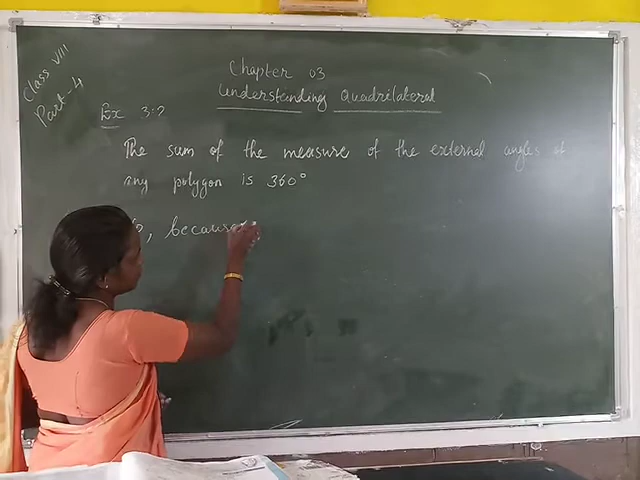 Class VIII
Part - 4
Chapter 03
Understanding Quadrilateral
Ex 3.2
The sum of the measure of the external angles of
any polygon is 360°
, because